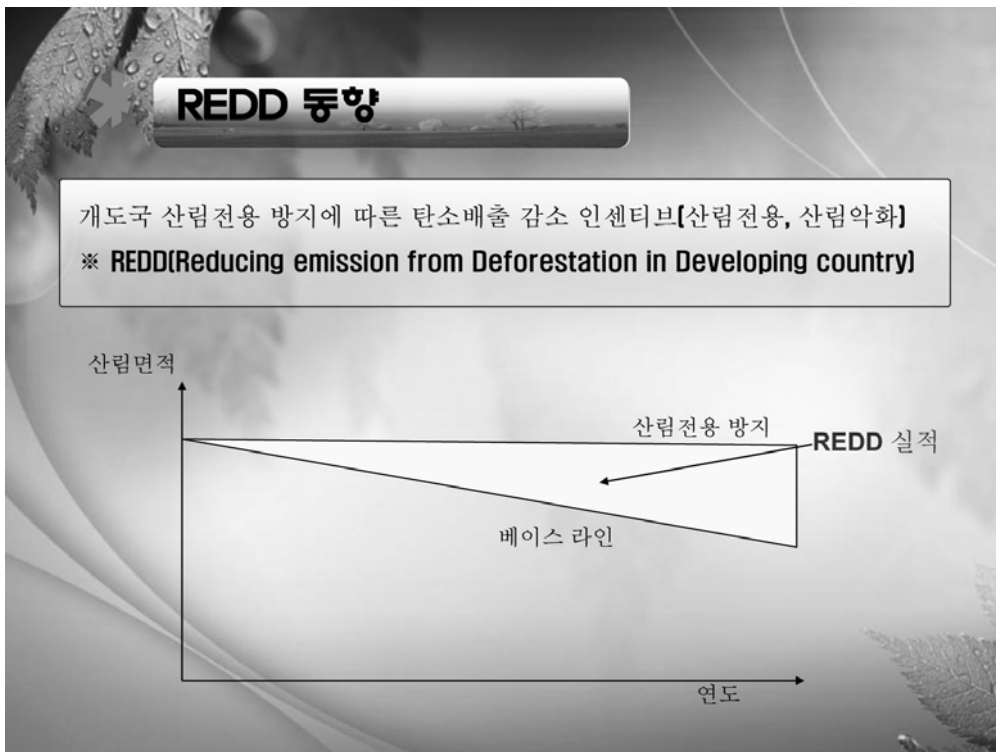 REDD 동향
개도국 산림전용 방지에 따른 탄소배출 감소 인센티브(산림전용, 산림악화)
※ REDD(Reducing emission from Deforestation in Developing country)
산림면적
산림전용 방지
REDD 실적
베이스 라인
연도